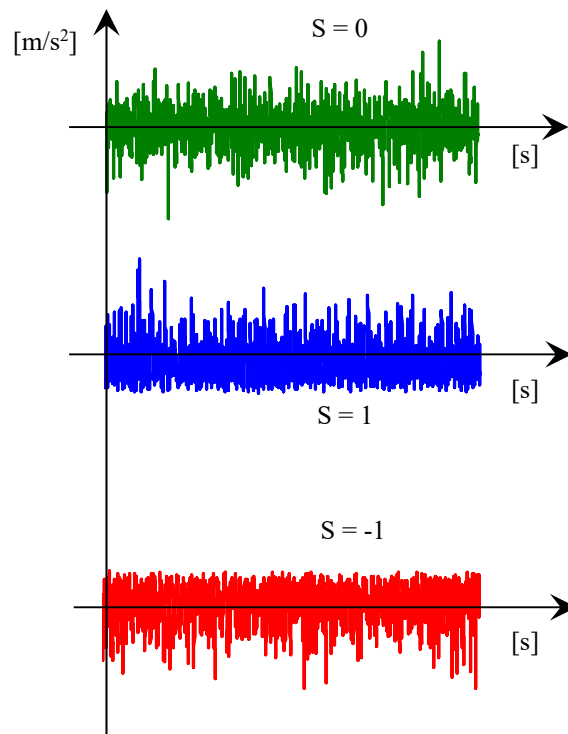 S = 0
[m/s²]
[s]
[s]
S = 1
S = -1
[s]